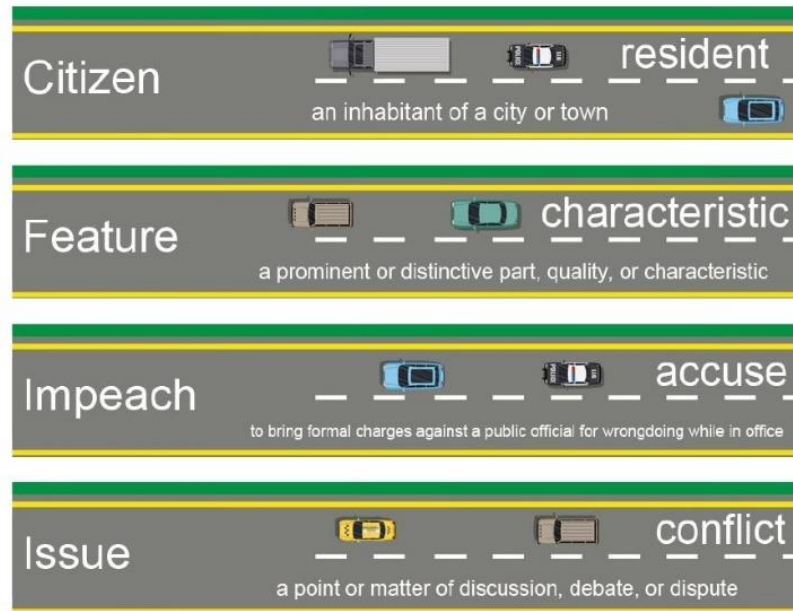 Citizen
resident
an inhabitant of a city or town
Feature
characteristic
a prominent or distinctive part, quality, or characteristic
Impeach
accuse
to bring formal charges against a public official for wrongdoing while in office
Issue
conflict
a point or matter of discussion, debate, or dispute